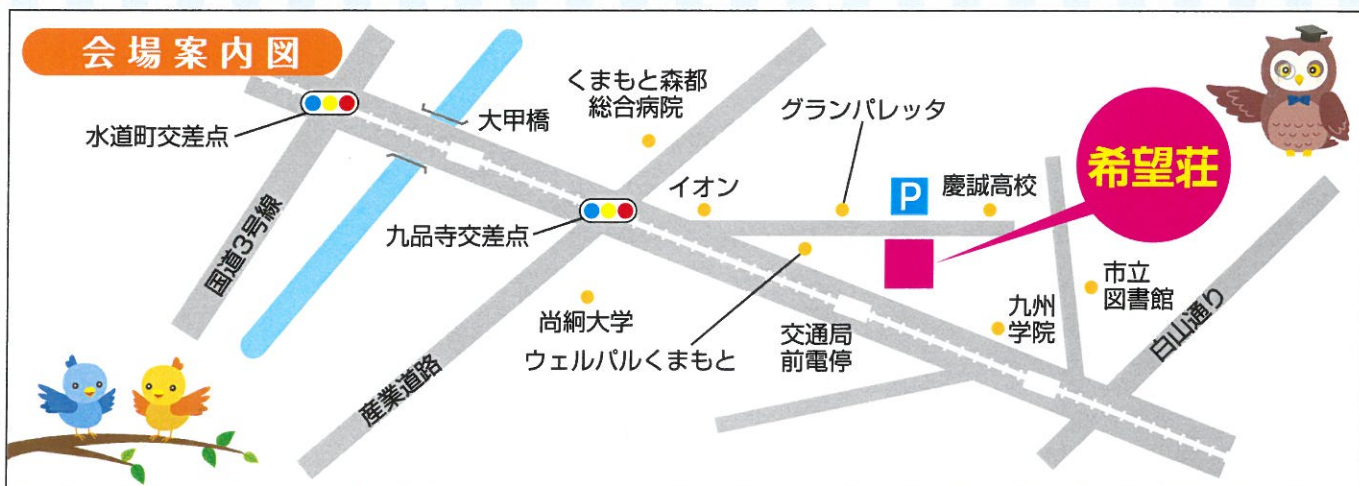 会場案内図
水道町交差点
大甲橋
くまもと森都
総合病院
グランパレッタ
希望荘
イオン
P
慶誠高校
国道3号線
九品寺交差点
市立
図書館
尚絅大学
ウェルパルくまもと
交通局
前電停
九州
学院
白山通り
産業道路